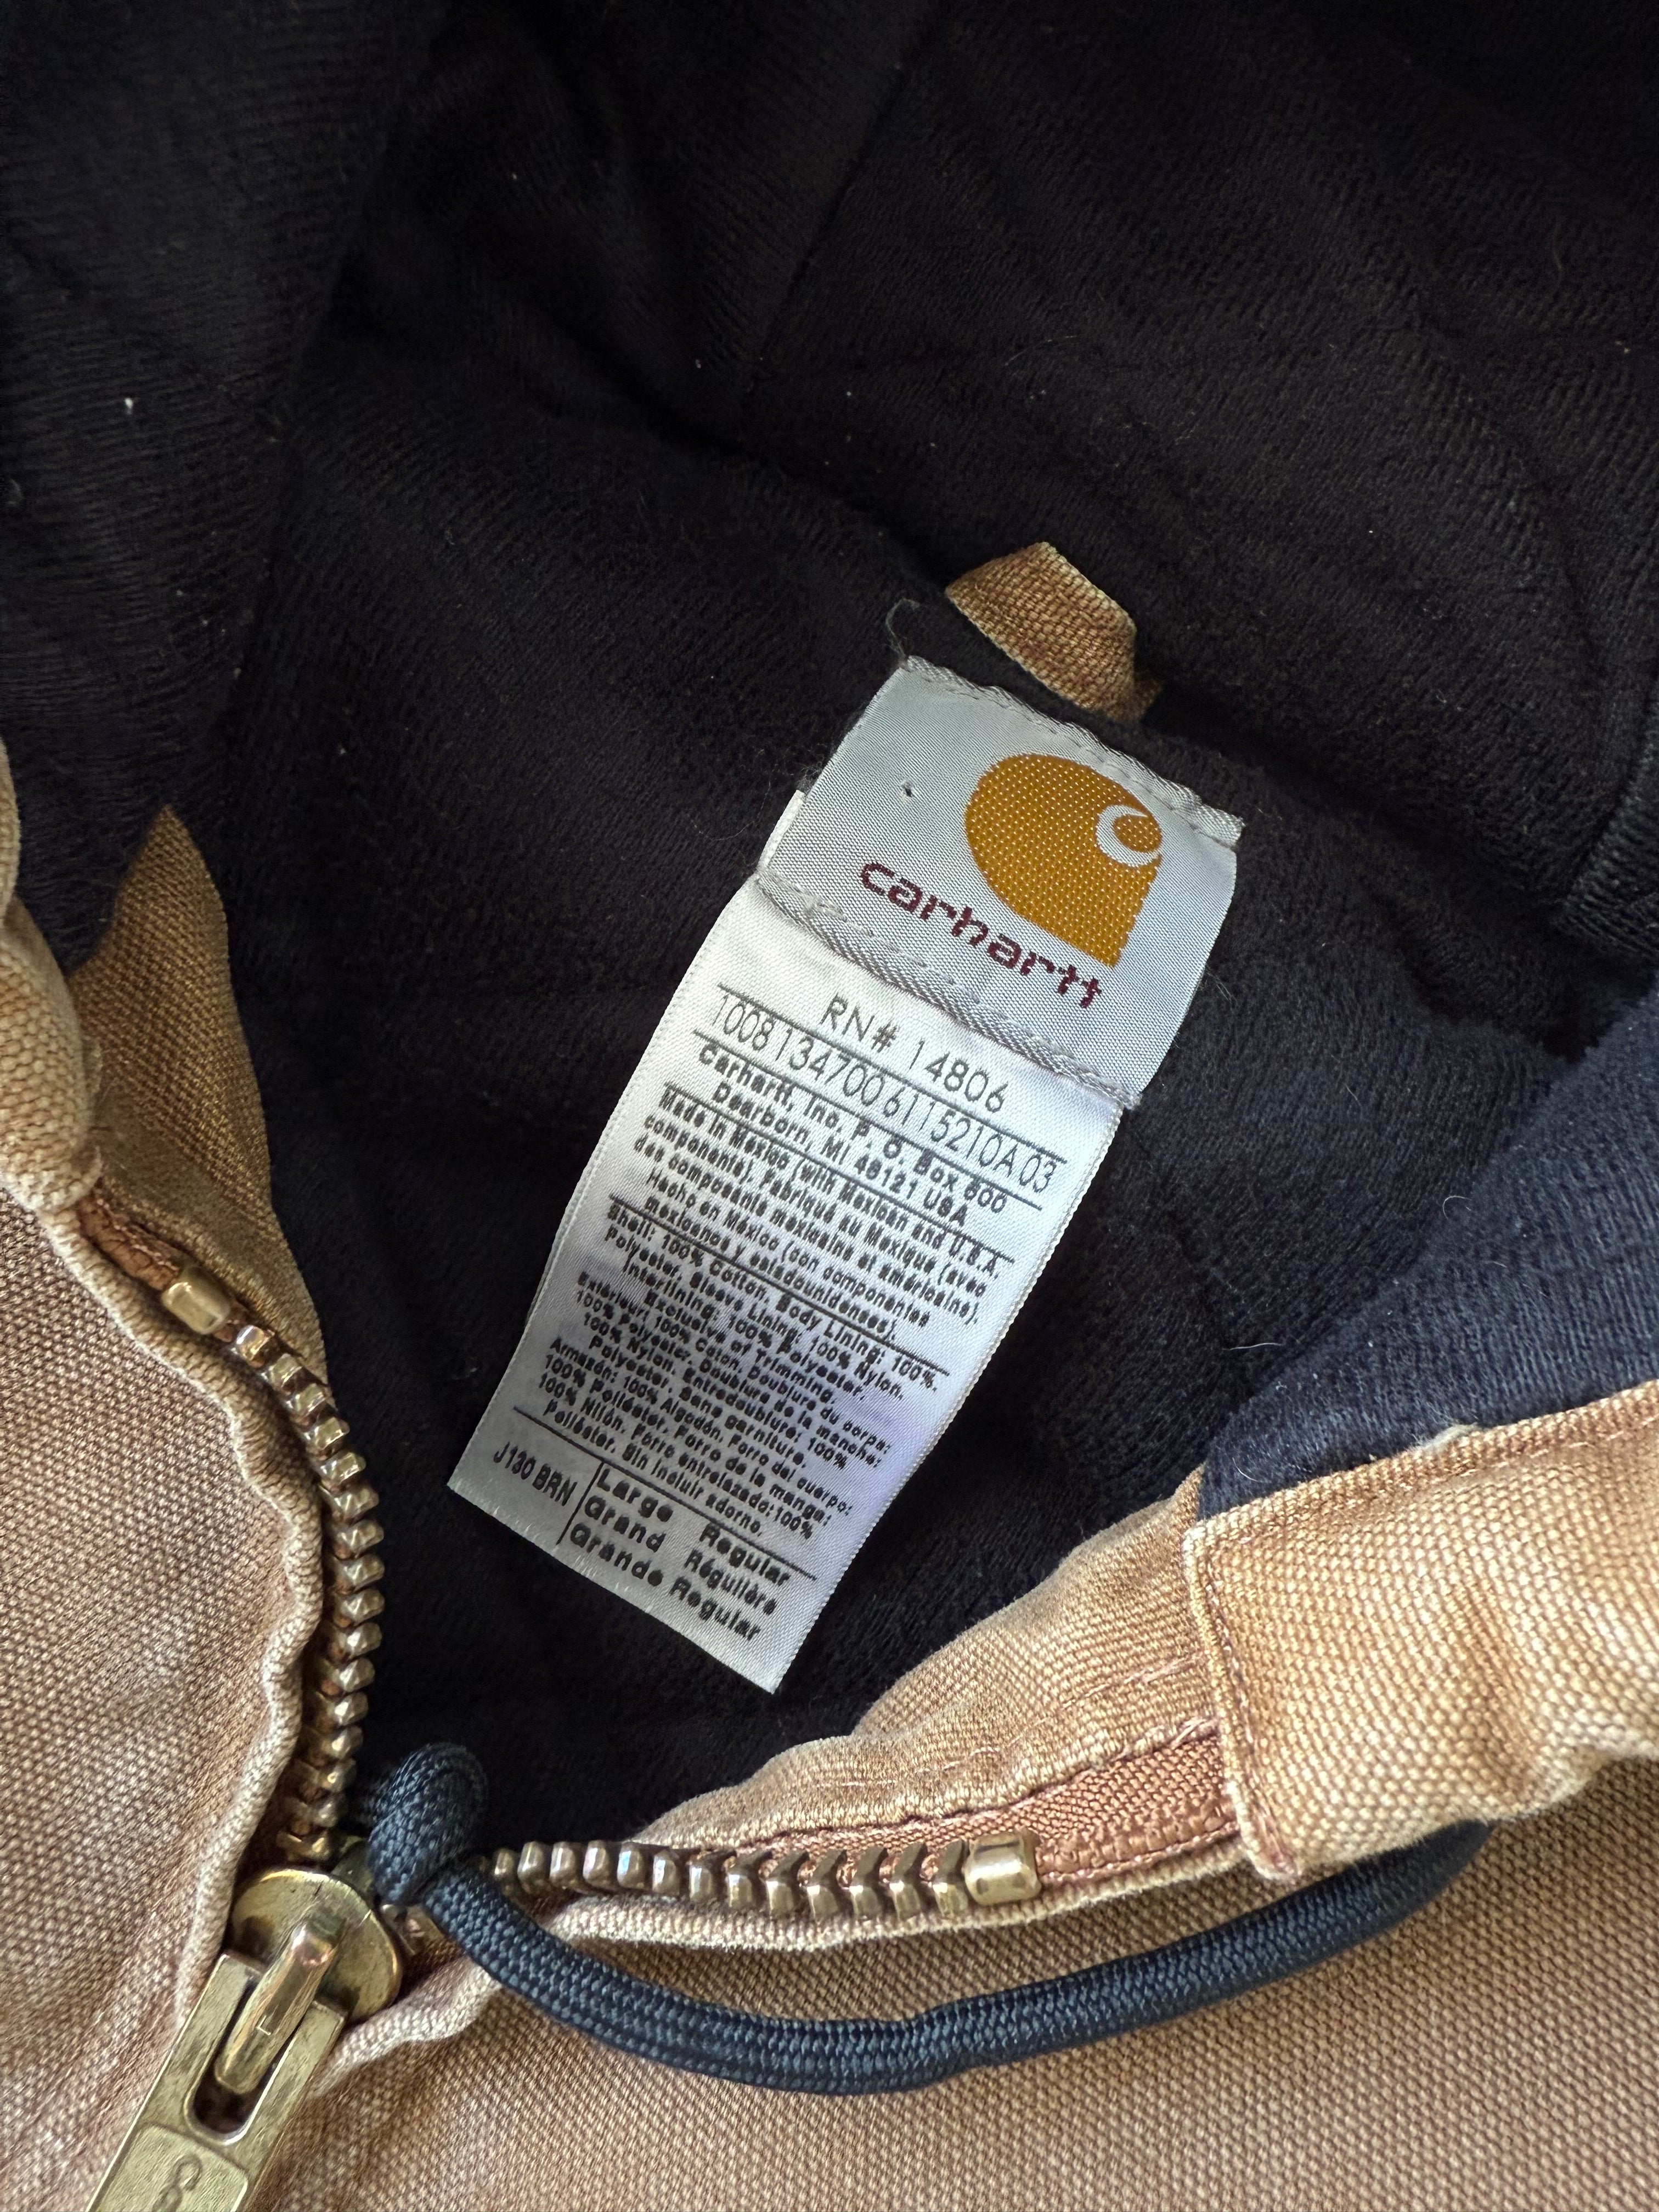 carhartt
RN# 14806
10081347006115210A03
Carhartt, Inc. P. O. Box 600
Dearborn, MI 48121 USA
Made in Mexico (with Mexican and U.S.A.
components). Fabriqué au Mexique (avec
des composants mexicains et américains).
Hecho en México (con componentes
mexicanos y estadounidenses).
Shell: 100% Cotton, Body Lining: 100%
Polyester, Sleeve Lining: 100% Nylon,
Interlining: 100% Polyester.
Exclusive of Trimming.
Extérieur: 100% Coton, Doublure du corps:
100% Polyester, Doublure de la manche:
100% Nylon, Entredoublure: 100%
Polyester. Sans garniture.
Armazón: 100% Algodón, Forro del cuerpo:
100% Poliéster, Forro de la manga:
100% Nilón, Forro entrelazado: 100%
Poliéster. Sin incluir adorno.
J130 BRN
Large Regular
Grand Régulière
Grande Regular